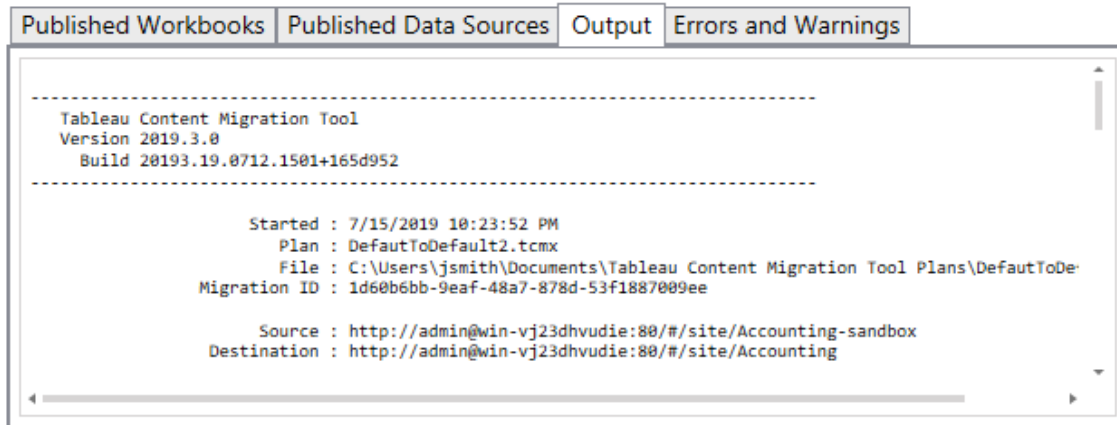 Published Workbooks Published Data Sources Output Errors and Warnings
--------------------------------------------------------------------------------
Tableau Content Migration Tool
Version 2019.3.0
Build 20193.19.0712.1501+165d952
--------------------------------------------------------------------------------
Started : 7/15/2019 10:23:52 PM
Plan : DefautToDefault2.tcmx
File : C:\Users\jsmith\Documents\Tableau Content Migration Tool Plans\DefautToDe
Migration ID : 1d60b6bb-9eaf-48a7-878d-53f1887009ee
Source : http://admin@win-vj23dhvudie:80/#/site/Accounting-sandbox
Destination : http://admin@win-vj23dhvudie:80/#/site/Accounting